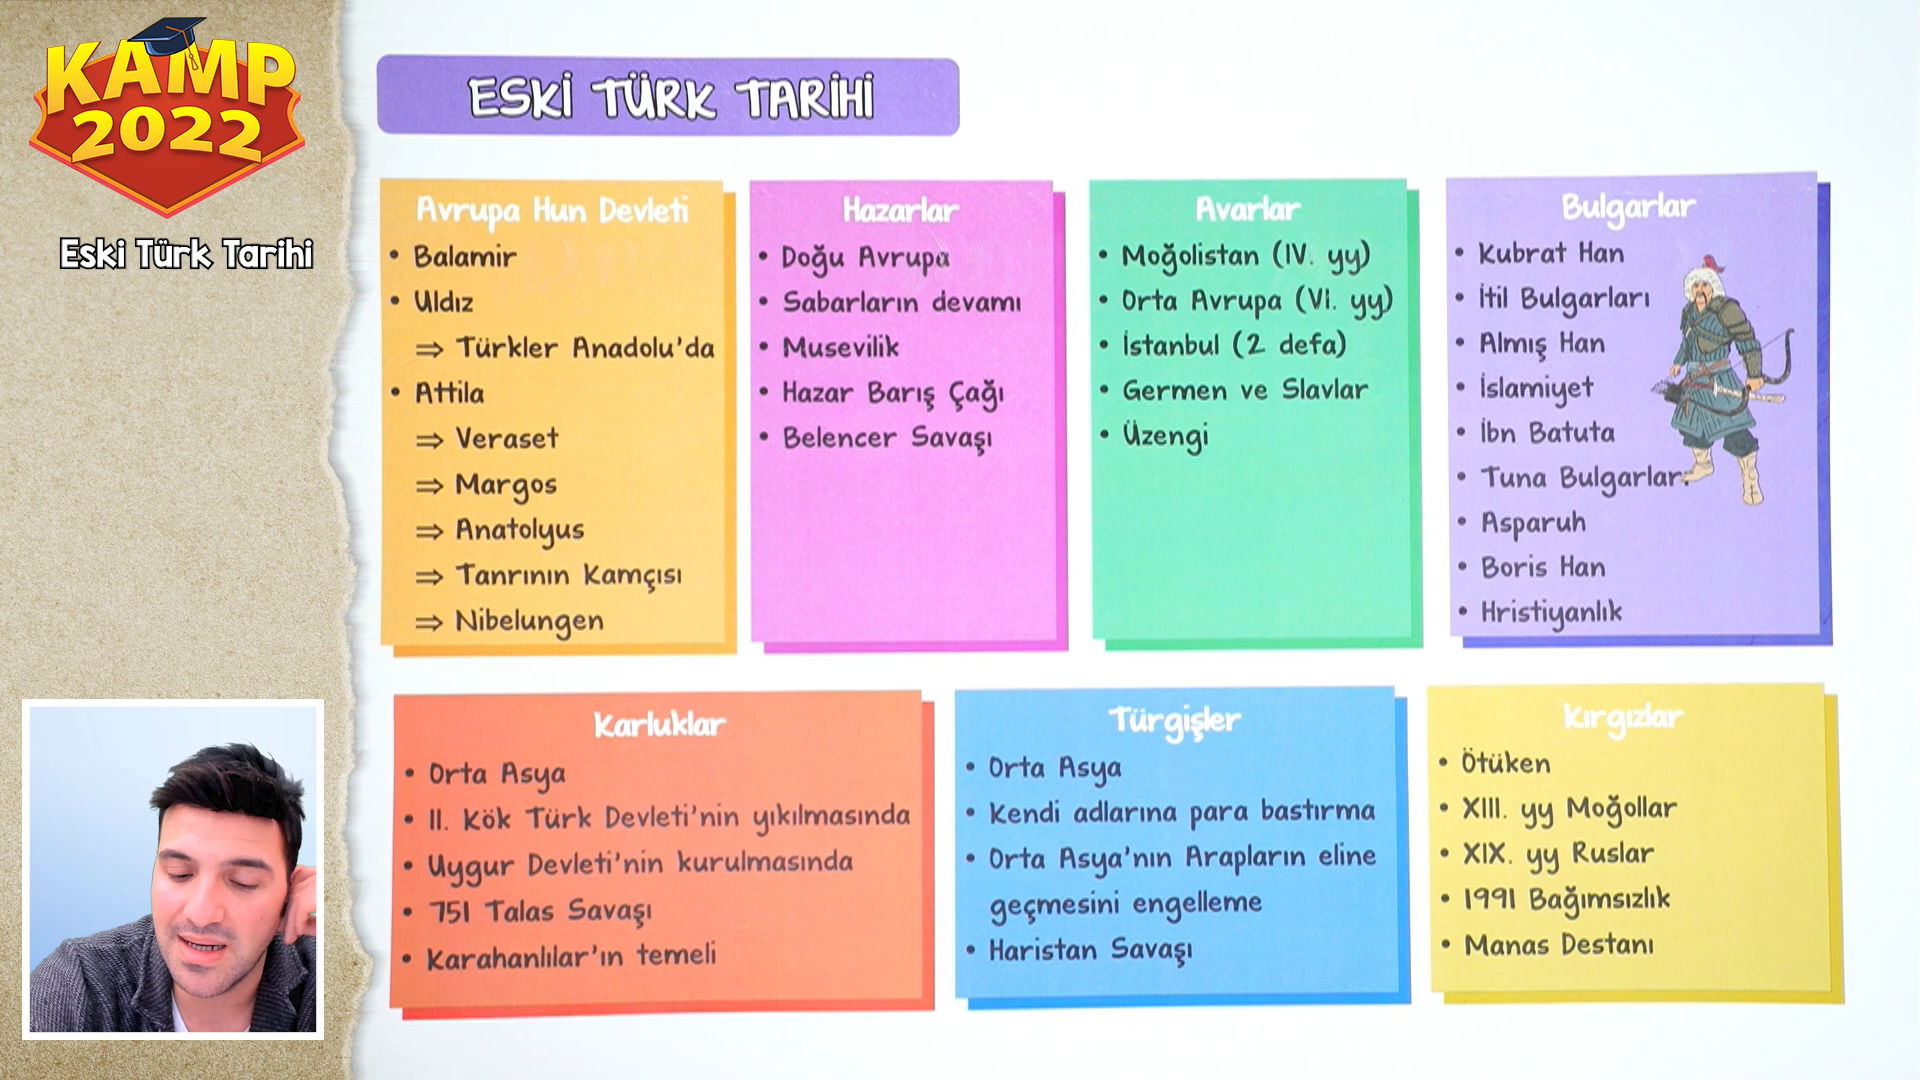 KAMP
2022
Eski Türk Tarihi
ESKİ TÜRK TARİHİ
Avrupa Hun Devleti
• Balamir
• Uldız
⇒ Türkler Anadolu'da
• Attila
⇒ Veraset
⇒ Margos
⇒ Anatolyus
⇒ Tanrının Kamçısı
⇒ Nibelungen
Hazarlar
• Doğu Avrupa
• Sabarların devamı
• Musevilik
• Hazar Barış Çağı
• Belencer Savaşı
Avarlar
• Moğolistan (IV. yy)
• Orta Avrupa (VI. yy)
• İstanbul (2 defa)
• Germen ve Slavlar
• Üzengi
Bulgarlar
• Kubrat Han
• İtil Bulgarları
• Almış Han
• İslamiyet
• İbn Batuta
• Tuna Bulgarları
• Asparuh
• Boris Han
• Hristiyanlık
Karluklar
• Orta Asya
• II. Kök Türk Devleti'nin yıkılmasında
• Uygur Devleti'nin kurulmasında
• 751 Talas Savaşı
• Karahanlılar'ın temeli
Türgişler
• Orta Asya
• Kendi adlarına para bastırma
• Orta Asya'nın Arapların eline
geçmesini engelleme
• Haristan Savaşı
Kırgızlar
• Ötüken
• XIII. yy Moğollar
• XIX. yy Ruslar
• 1991 Bağımsızlık
• Manas Destanı